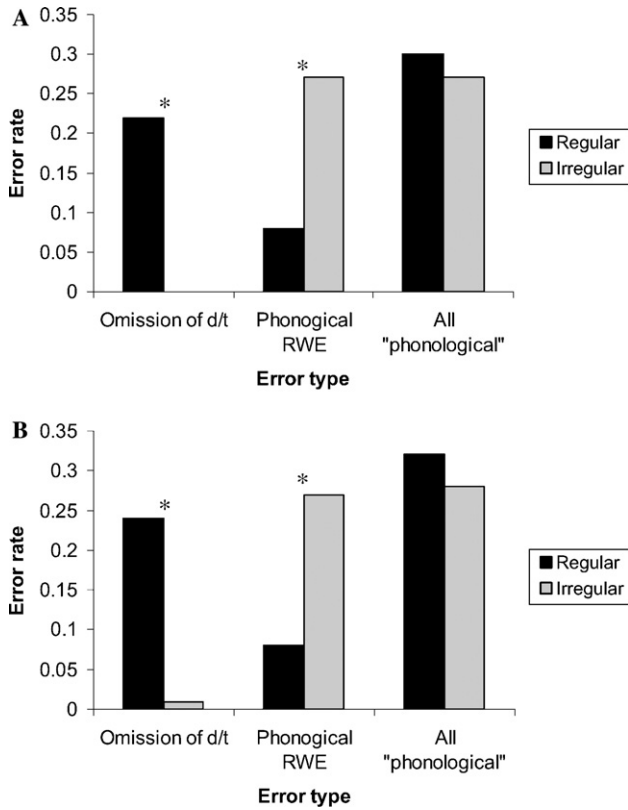 A
0.35
0.3
0.25
0.2
0.15
0.1
0.05
0
Error rate
*
*
Omission of d/t
Phonogical RWE
All "phonological"
Error type
Regular
Irregular
B
0.35
0.3
0.25
0.2
0.15
0.1
0.05
0
Error rate
*
*
Omission of d/t
Phonogical RWE
All "phonological"
Error type
Regular
Irregular